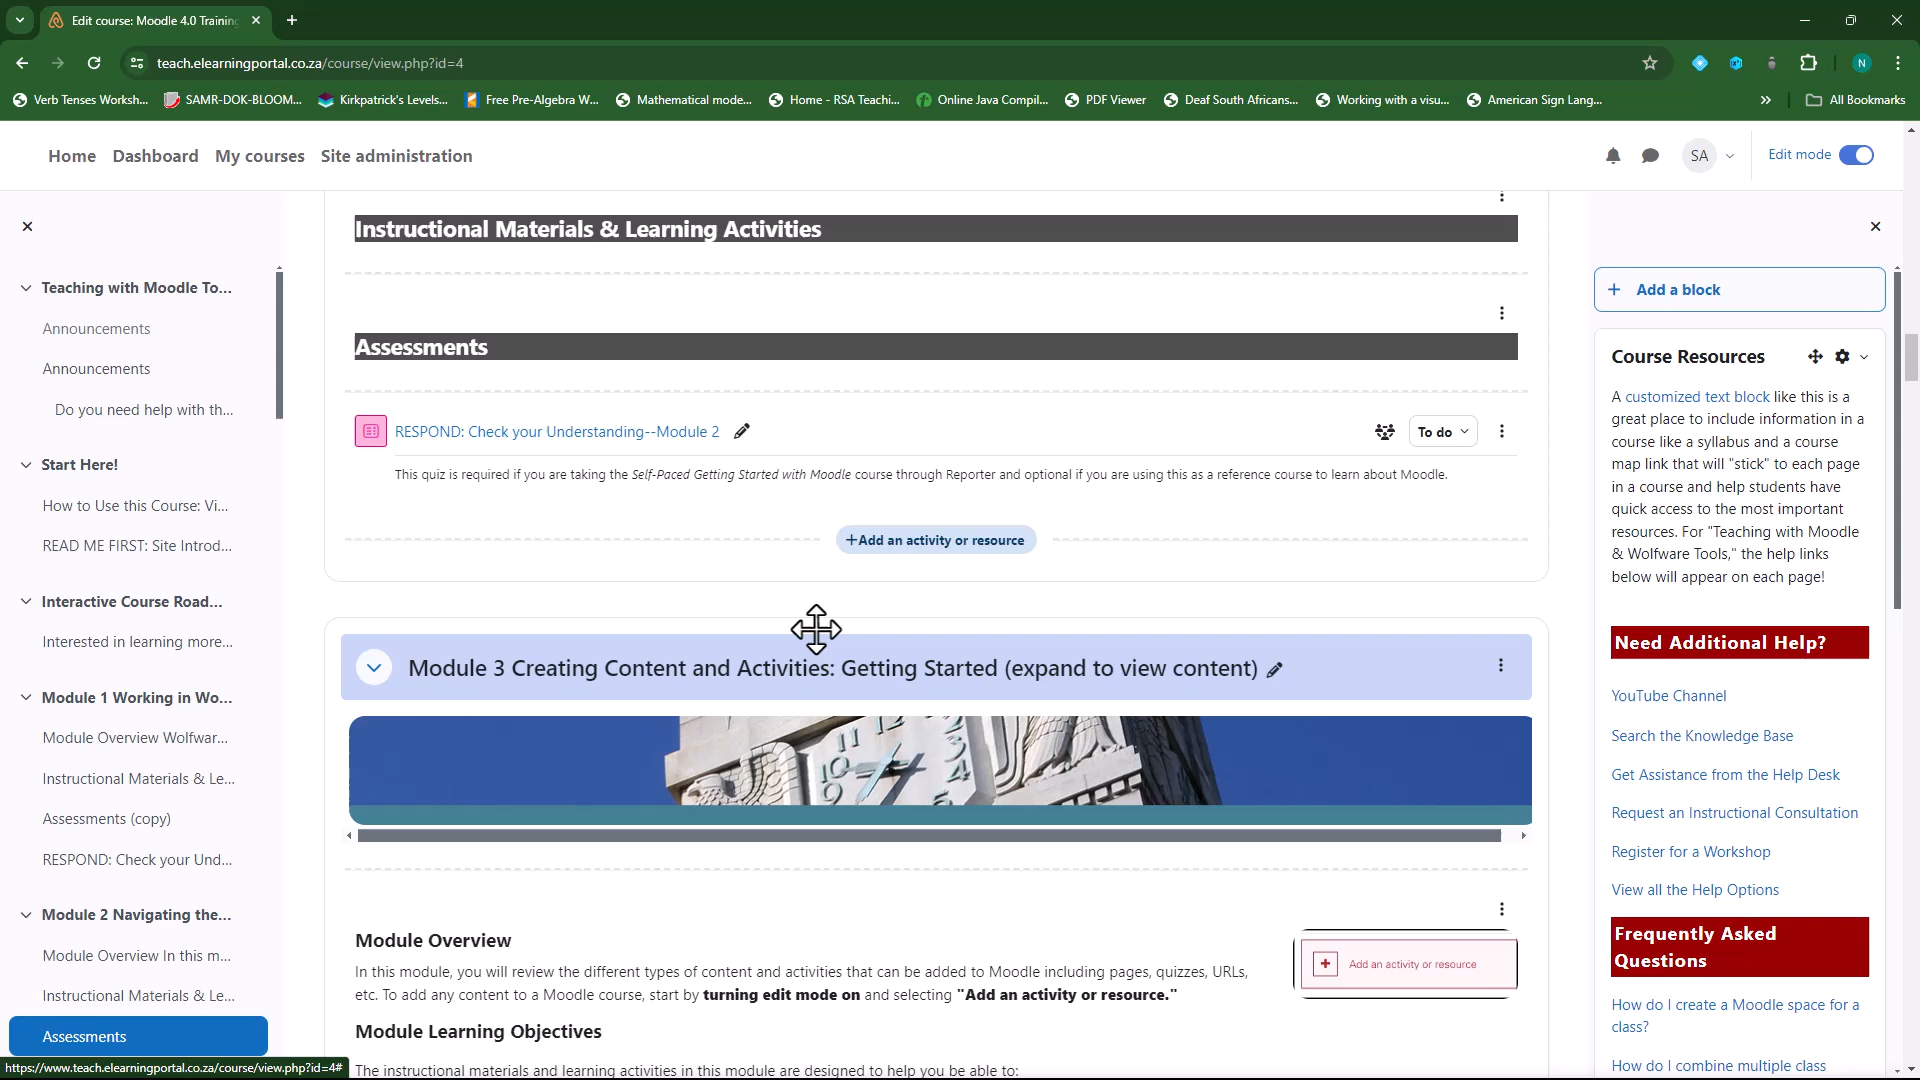 Edit course: Moodle 4.0 Training
teach.elearningportal.co.za/course/view.php?id=4
N
Verb Tenses Worksh...
SAMR-DOK-BLOOM...
Kirkpatrick's Levels...
Free Pre-Algebra W...
Mathematical mode...
Home - RSA Teachi...
Online Java Compil...
PDF Viewer
Deaf South Africans...
Working with a visu...
American Sign Lang...
All Bookmarks
Home
Dashboard
My courses
Site administration
SA
Edit mode
Teaching with Moodle To...
Announcements
Announcements
Do you need help with th...
Start Here!
How to Use this Course: Vi...
READ ME FIRST: Site Introd...
Interactive Course Road...
Interested in learning more...
Module 1 Working in Wo...
Module Overview Wolfwar...
Instructional Materials & Le...
Assessments (copy)
RESPOND: Check your Und...
Module 2 Navigating the...
Module Overview In this m...
Instructional Materials & Le...
Assessments
https://www.teach.elearningportal.co.za/course/view.php?id=4#
Instructional Materials & Learning Activities
Assessments
RESPOND: Check your Understanding--Module 2
To do
This quiz is required if you are taking the Self-Paced Getting Started with Moodle course through Reporter and optional if you are using this as a reference course to learn about Moodle.
+Add an activity or resource
Module 3 Creating Content and Activities: Getting Started (expand to view content)
11 12
10
9
2
3
4
5
Module Overview
In this module, you will review the different types of content and activities that can be added to Moodle including pages, quizzes, URLs,
etc. To add any content to a Moodle course, start by turning edit mode on and selecting "Add an activity or resource."
Add an activity or resource
Module Learning Objectives
The instructional materials and learning activities in this module are designed to help you be able to:
+ Add a block
Course Resources
A customized text block like this is a
great place to include information in a
course like a syllabus and a course
map link that will "stick" to each page
in a course and help students have
quick access to the most important
resources. For "Teaching with Moodle
& Wolfware Tools," the help links
below will appear on each page!
Need Additional Help?
YouTube Channel
Search the Knowledge Base
Get Assistance from the Help Desk
Request an Instructional Consultation
Register for a Workshop
View all the Help Options
Frequently Asked
Questions
How do I create a Moodle space for a
class?
How do I combine multiple class